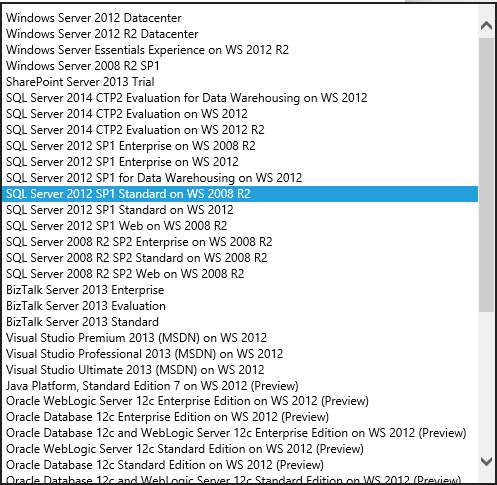 Windows Server 2012 Datacenter
Windows Server 2012 R2 Datacenter
Windows Server Essentials Experience on WS 2012 R2
Windows Server 2008 R2 SP1
SharePoint Server 2013 Trial
SQL Server 2014 CTP2 Evaluation for Data Warehousing on WS 2012
SQL Server 2014 CTP2 Evaluation on WS 2012
SQL Server 2014 CTP2 Evaluation on WS 2012 R2
SQL Server 2012 SP1 Enterprise on WS 2008 R2
SQL Server 2012 SP1 Enterprise on WS 2012
SQL Server 2012 SP1 for Data Warehousing on WS 2012
SQL Server 2012 SP1 Standard on WS 2008 R2
SQL Server 2012 SP1 Standard on WS 2012
SQL Server 2012 SP1 Web on WS 2008 R2
SQL Server 2008 R2 SP2 Enterprise on WS 2008 R2
SQL Server 2008 R2 SP2 Standard on WS 2008 R2
SQL Server 2008 R2 SP2 Web on WS 2008 R2
BizTalk Server 2013 Enterprise
BizTalk Server 2013 Evaluation
BizTalk Server 2013 Standard
Visual Studio Premium 2013 (MSDN) on WS 2012
Visual Studio Professional 2013 (MSDN) on WS 2012
Visual Studio Ultimate 2013 (MSDN) on WS 2012
Java Platform, Standard Edition 7 on WS 2012 (Preview)
Oracle WebLogic Server 12c Enterprise Edition on WS 2012 (Preview)
Oracle Database 12c Enterprise Edition on WS 2012 (Preview)
Oracle Database 12c and WebLogic Server 12c Enterprise Edition on WS 2012 (Preview)
Oracle WebLogic Server 12c Standard Edition on WS 2012 (Preview)
Oracle Database 12c Standard Edition on WS 2012 (Preview)
Oracle Database 12c and WebLogic Server 12c Standard Edition on WS 2012 (Preview)